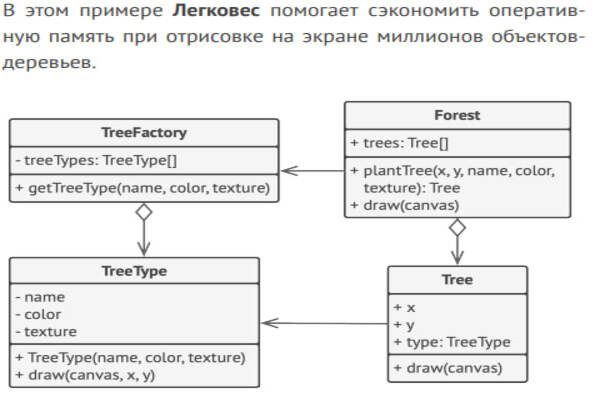 В этом примере Легковес помогает сэкономить оператив-
ную память при отрисовке на экране миллионов объектов-
деревьев.
TreeFactory
- treeTypes: TreeType[]
+ getTreeType(name, color, texture)
Forest
+ trees: Tree[]
+ plantTree(x, y, name, color,
texture): Tree
+ draw(canvas)
TreeType
- name
- color
- texture
+ TreeType(name, color, texture)
+ draw(canvas, x, y)
Tree
+ x
+ y
+ type: TreeType
+ draw(canvas)